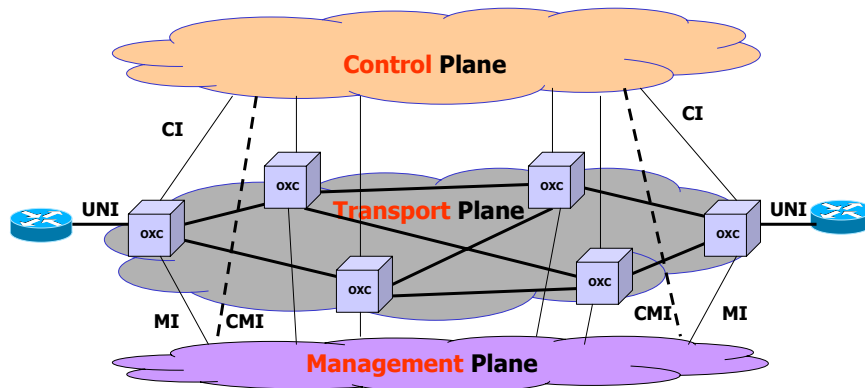 Control Plane
CI
CI
OXC
OXC
UNI
OXC
Transport Plane
OXC
UNI
OXC
OXC
MI
CMI
CMI
MI
Management Plane